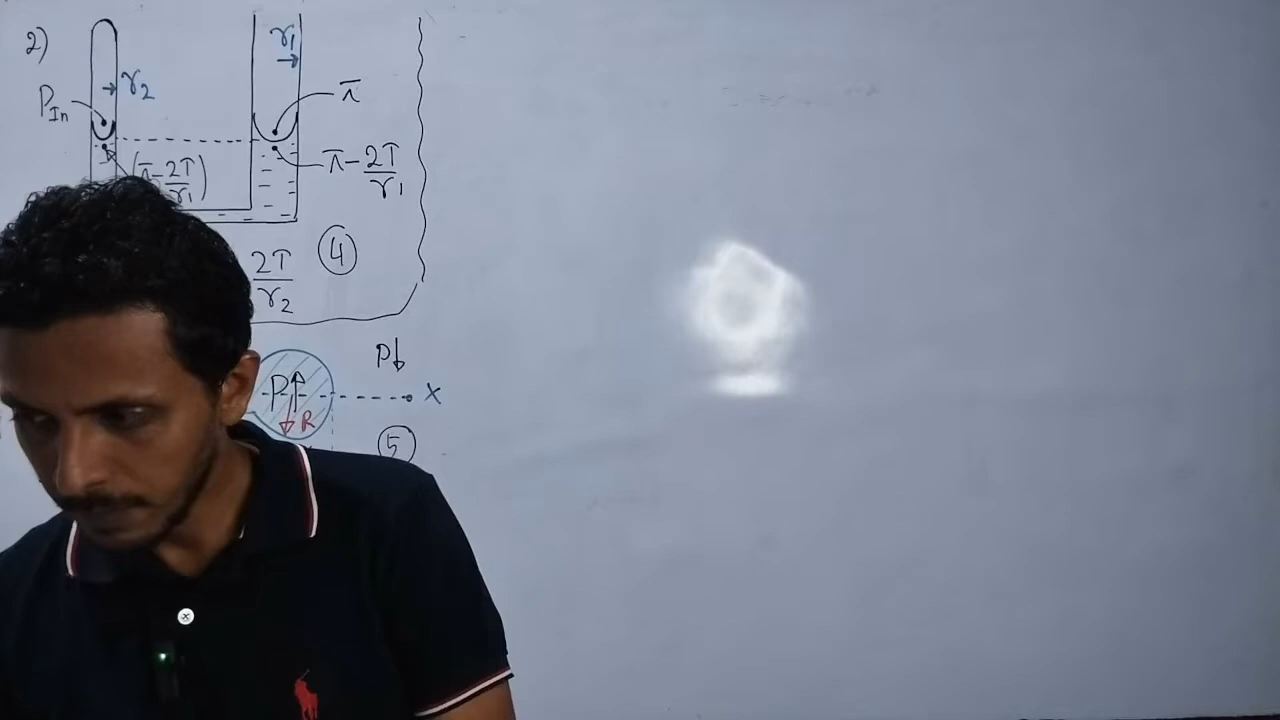 2)
r₁
r₂
P_In
π̄
(π̄ - 2T/r₁)
π̄ - 2T/r₁
2T/r₂
④
P↓
P
R
x
⑤